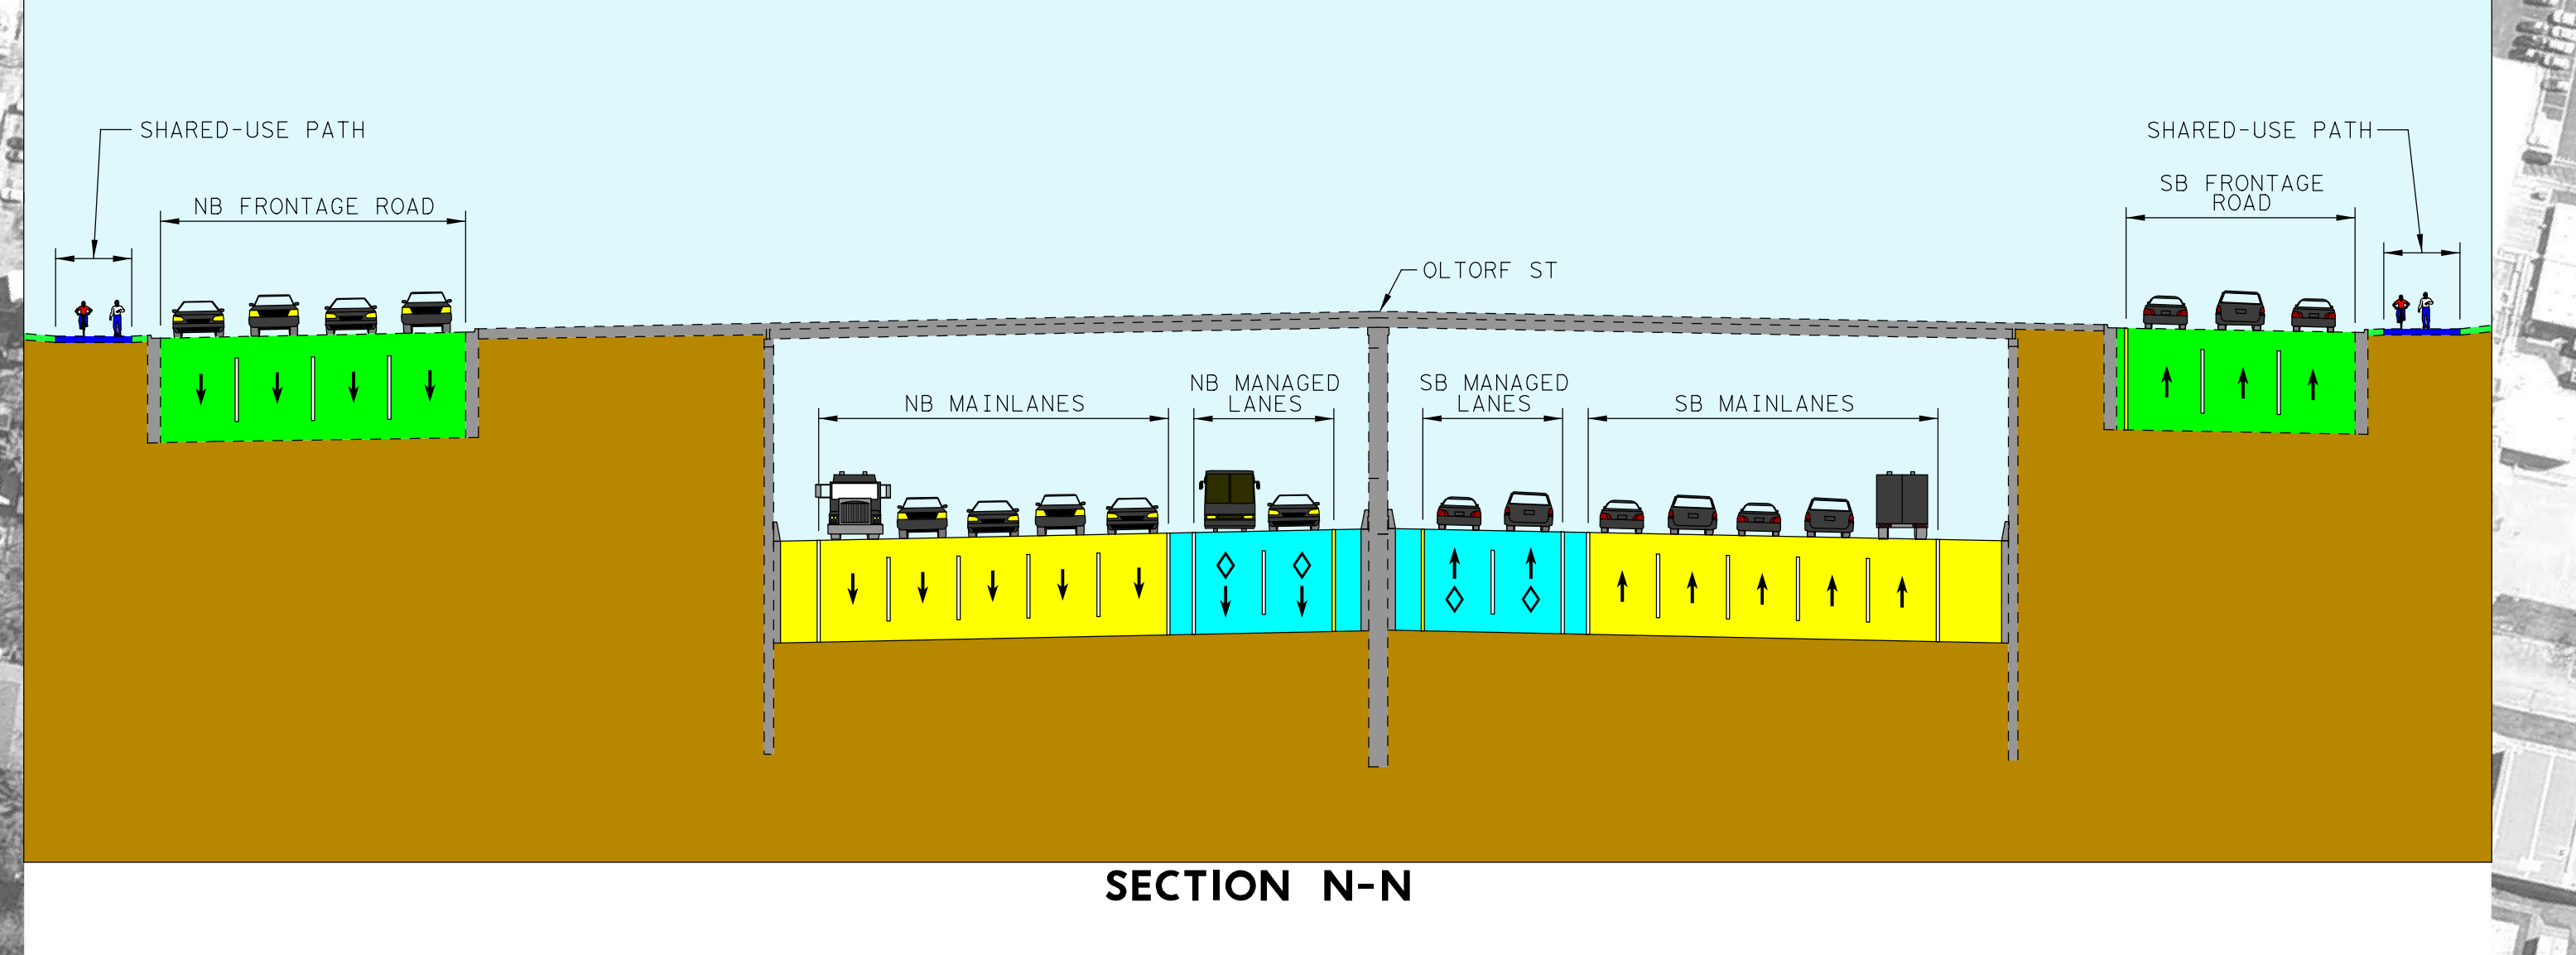 SHARED-USE PATH
SHARED-USE PATH
SB FRONTAGE
ROAD
NB FRONTAGE ROAD
OLTORF ST
NB MANAGED
LANES
SB MANAGED
LANES
NB MAINLANES
SB MAINLANES
SECTION N-N